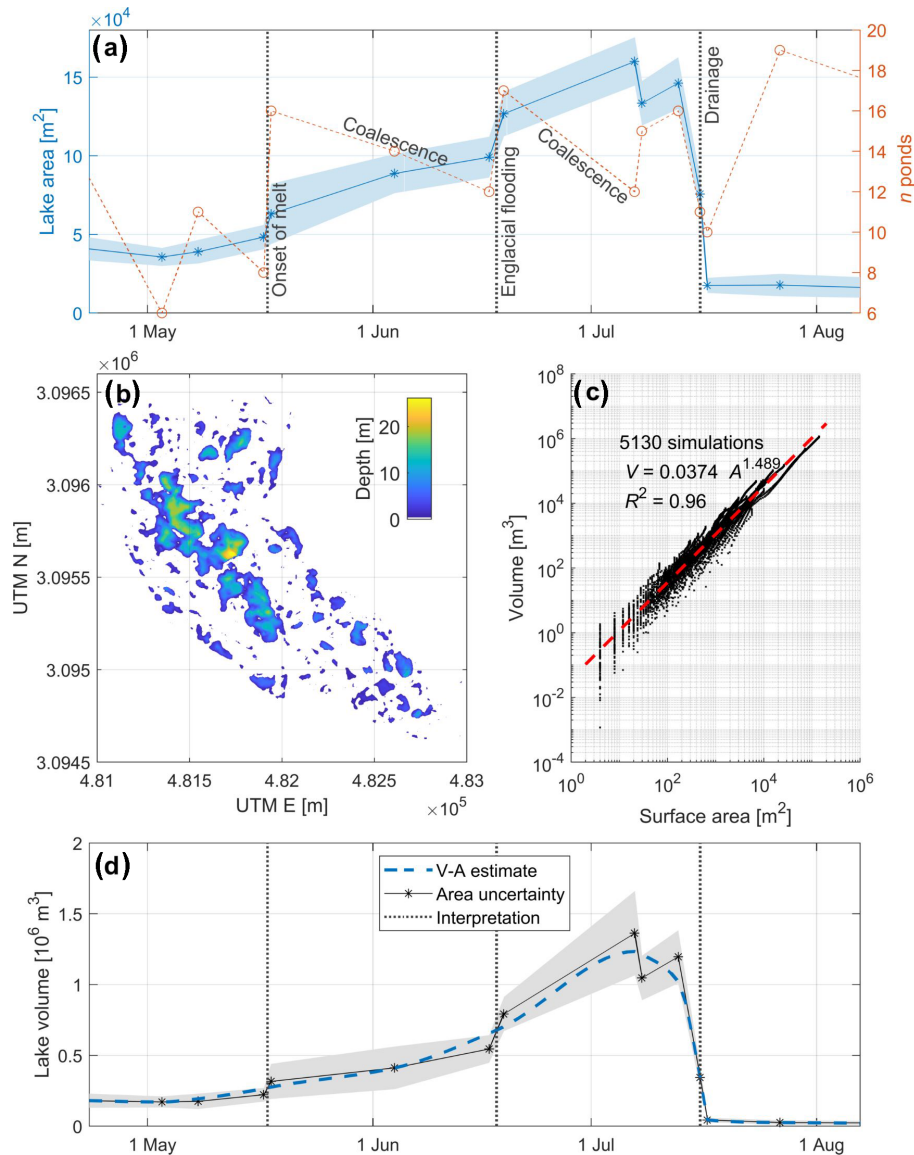 (a)
×10⁴
Lake area [m²]
15
10
5
0
Onset of melt
Coalescence
Englacial flooding
Coalescence
Drainage
20
18
16
14
12
10
8
6
n ponds
1 May
1 Jun
1 Jul
1 Aug
(b)
×10⁶
UTM N [m]
3.0965
3.096
3.0955
3.095
3.0945
Depth [m]
20
10
0
4.81
4.815
4.82
4.825
4.83
UTM E [m]
×10⁵
(c)
Volume [m³]
10⁸
10⁶
10⁴
10²
10⁰
10⁻²
10⁻⁴
5130 simulations
V = 0.0374 A^1.489
R² = 0.96
10⁰
10²
10⁴
10⁶
Surface area [m²]
(d)
Lake volume [10⁶ m³]
2
1.5
1
0.5
0
V-A estimate
Area uncertainty
Interpretation
1 May
1 Jun
1 Jul
1 Aug